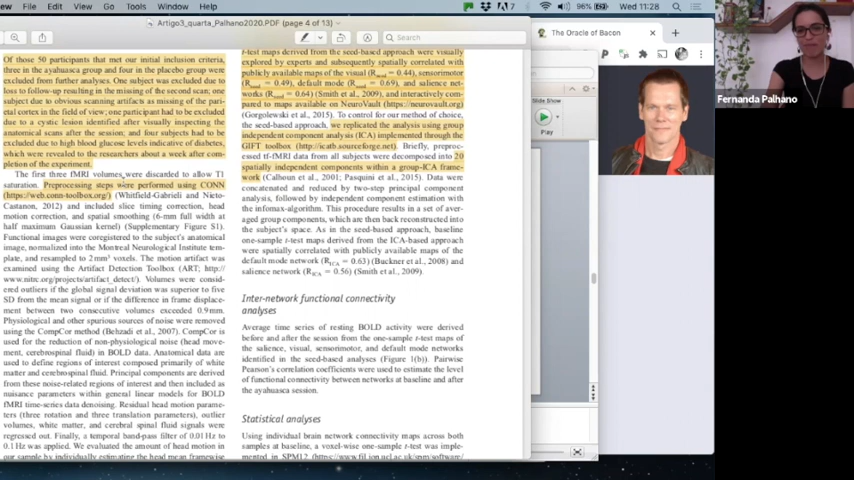 File Edit View Go Tools Window Help
7
96%
Wed 11:28
Artigo3_quarta_Palhano2020.PDF (page 4 of 13)
Search
The Oracle of Bacon
Slide Show
Play
Fernanda Palhano
Of those 50 participants that met our initial inclusion criteria,
three in the ayahuasca group and four in the placebo group were
excluded from further analyses. One subject was excluded due to
loss to follow-up resulting in the missing of the second scan; one
subject due to obvious scanning artifacts as missing of the pari-
etal cortex in the field of view; one participant had to be excluded
due to a cystic lesion identified after visually inspecting the
anatomical scans after the session; and four subjects had to be
excluded due to high blood glucose levels indicative of diabetes,
which were revealed to the researchers about a week after com-
pletion of the experiment.
The first three fMRI volumes were discarded to allow T1
saturation. Preprocessing steps were performed using CONN
(https://web.conn-toolbox.org/) (Whitfield-Gabrieli and Nieto-
Castanon, 2012) and included slice timing correction, head
motion correction, and spatial smoothing (6-mm full width at
half maximum Gaussian kernel) (Supplementary Figure S1).
Functional images were coregistered to the subject's anatomical
image, normalized into the Montreal Neurological Institute tem-
plate, and resampled to 2 mm³ voxels. The motion artifact was
examined using the Artifact Detection Toolbox (ART; http://
www.nitrc.org/projects/artifact_detect/). Volumes were consid-
ered outliers if the global signal deviation was superior to five
SD from the mean signal or if the difference in frame displace-
ment between two consecutive volumes exceeded 0.9 mm.
Physiological and other spurious sources of noise were removed
using the CompCor method (Behzadi et al., 2007). CompCor is
used for the reduction of non-physiological noise (head move-
ment, cerebrospinal fluid) in BOLD data. Anatomical data are
used to define regions of interest composed primarily of white
matter and cerebrospinal fluid. Principal components are derived
from these noise-related regions of interest and then included as
nuisance parameters within general linear models for BOLD
fMRI time-series data denoising. Residual head motion parame-
ters (three rotation and three translation parameters), outlier
volumes, white matter, and cerebral spinal fluid signals were
regressed out. Finally, a temporal band-pass filter of 0.01 Hz to
0.1 Hz was applied. We evaluated the amount of head motion in
our sample by individually estimating the head mean framewise
t-test maps derived from the seed-based approach were visually
explored by experts and subsequently spatially correlated with
publicly available maps of the visual (Rseed = 0.44), sensorimotor
(Rseed = 0.49), default mode (Rseed = 0.69), and salience net-
works (Rseed = 0.64) (Smith et al., 2009), and interactively com-
pared to maps available on NeuroVault (https://neurovault.org)
(Gorgolewski et al., 2015). To control for our method of choice,
the seed-based approach, we replicated the analysis using group
independent component analysis (ICA) implemented through the
GIFT toolbox (http://icatb.sourceforge.net). Briefly, preproc-
essed tf-fMRI data from all subjects were decomposed into 20
spatially independent components within a group-ICA frame-
work (Calhoun et al., 2001; Pasquini et al., 2015). Data were
concatenated and reduced by two-step principal component
analysis, followed by independent component estimation with
the infomax-algorithm. This procedure results in a set of aver-
aged group components, which are then back reconstructed into
the subject's space. As in the seed-based approach, baseline
one-sample t-test maps derived from the ICA-based approach
were spatially correlated with publicly available maps of the
default mode network (RICA = 0.63) (Buckner et al., 2008) and
salience network (RICA = 0.56) (Smith et al., 2009).
Inter-network functional connectivity
analyses
Average time series of resting BOLD activity were derived
before and after the session from the one-sample t-test maps of
the salience, visual, sensorimotor, and default mode networks
identified in the seed-based analyses (Figure 1(b)). Pairwise
Pearson's correlation coefficients were used to estimate the level
of functional connectivity between networks at baseline and after
the ayahuasca session.
Statistical analyses
Using individual brain network connectivity maps across both
samples at baseline, a voxel-wise one-sample t-test was imple-
mented in SPM12 (https://www.fil.ion.ucl.ac.uk/spm/software/